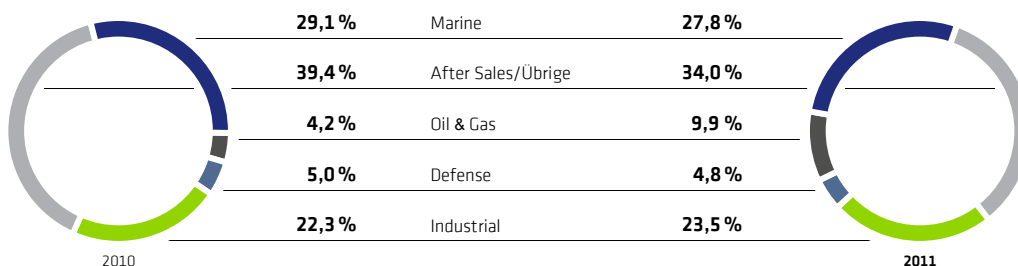 29,1 % Marine 27,8 %
39,4 % After Sales/Übrige 34,0 %
4,2 % Oil & Gas 9,9 %
5,0 % Defense 4,8 %
22,3 % Industrial 23,5 %
2010 2011